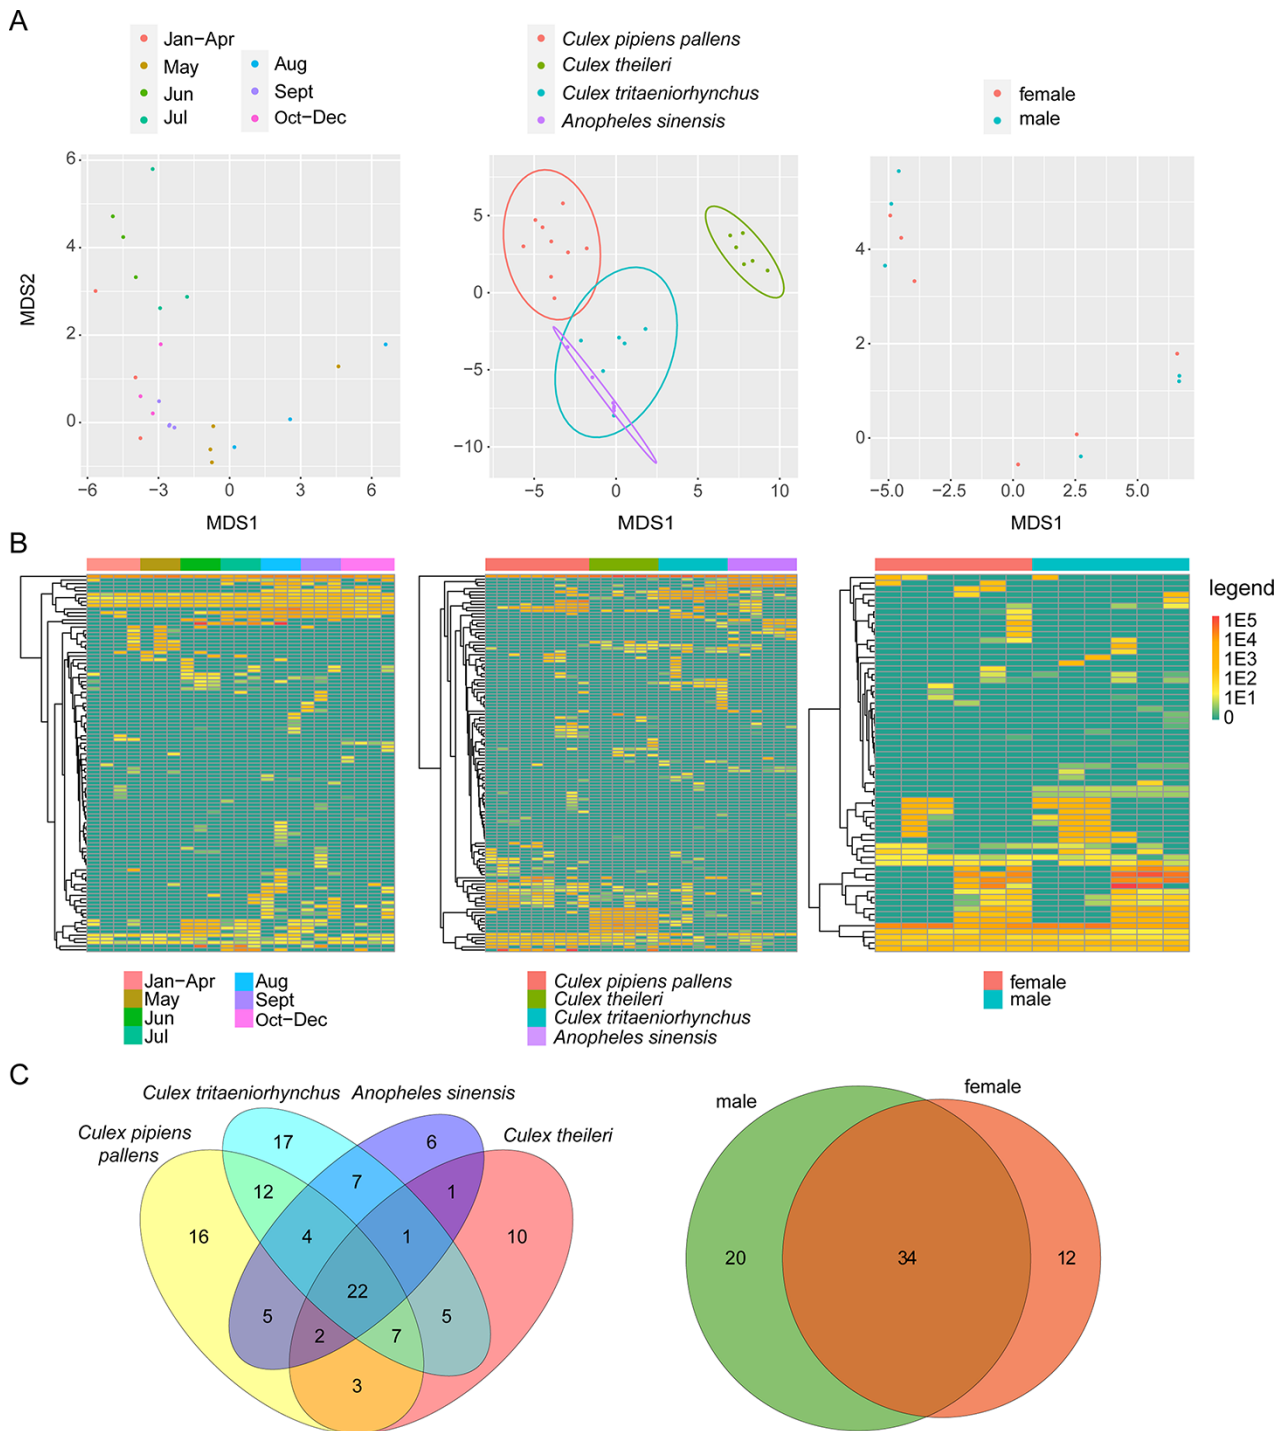 A
Jan−Apr
May
Jun
Jul
Aug
Sept
Oct−Dec
Culex pipiens pallens
Culex theileri
Culex tritaeniorhynchus
Anopheles sinensis
female
male
MDS2
6
4
2
0
−6 −3 0 3 6
MDS1
5
0
−5
−10
−5 0 5 10
MDS1
4
2
0
−5.0 −2.5 0.0 2.5 5.0
MDS1
B
legend
1E5
1E4
1E3
1E2
1E1
0
Jan−Apr
May
Jun
Jul
Aug
Sept
Oct−Dec
Culex pipiens pallens
Culex theileri
Culex tritaeniorhynchus
Anopheles sinensis
female
male
C
Culex tritaeniorhynchus
Anopheles sinensis
Culex pipiens
pallens
Culex theileri
17
6
7
12
1
16
4
1
10
22
5
5
2
7
3
male
female
20
34
12